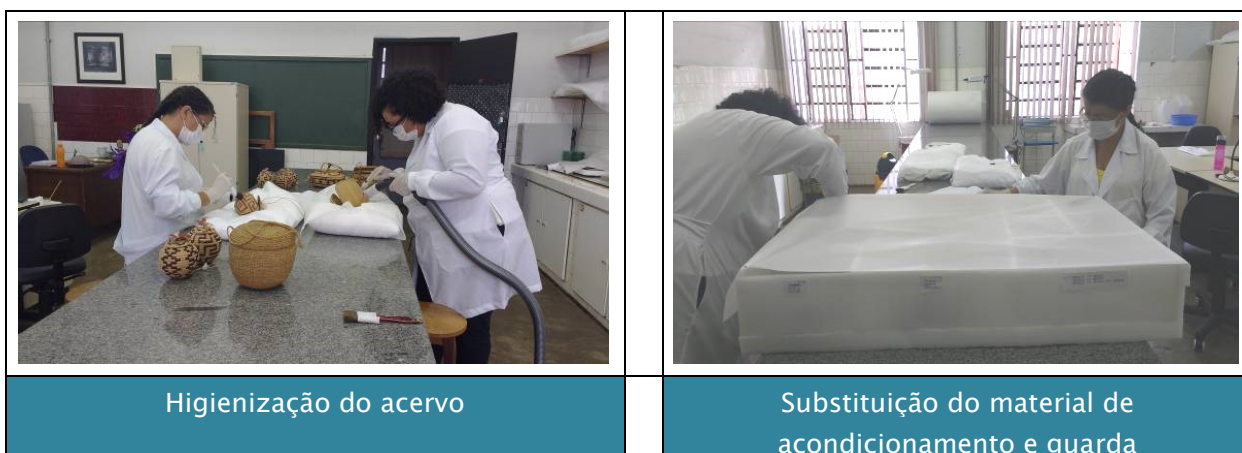 Higienização do acervo
Substituição do material de
acondicionamento e guarda